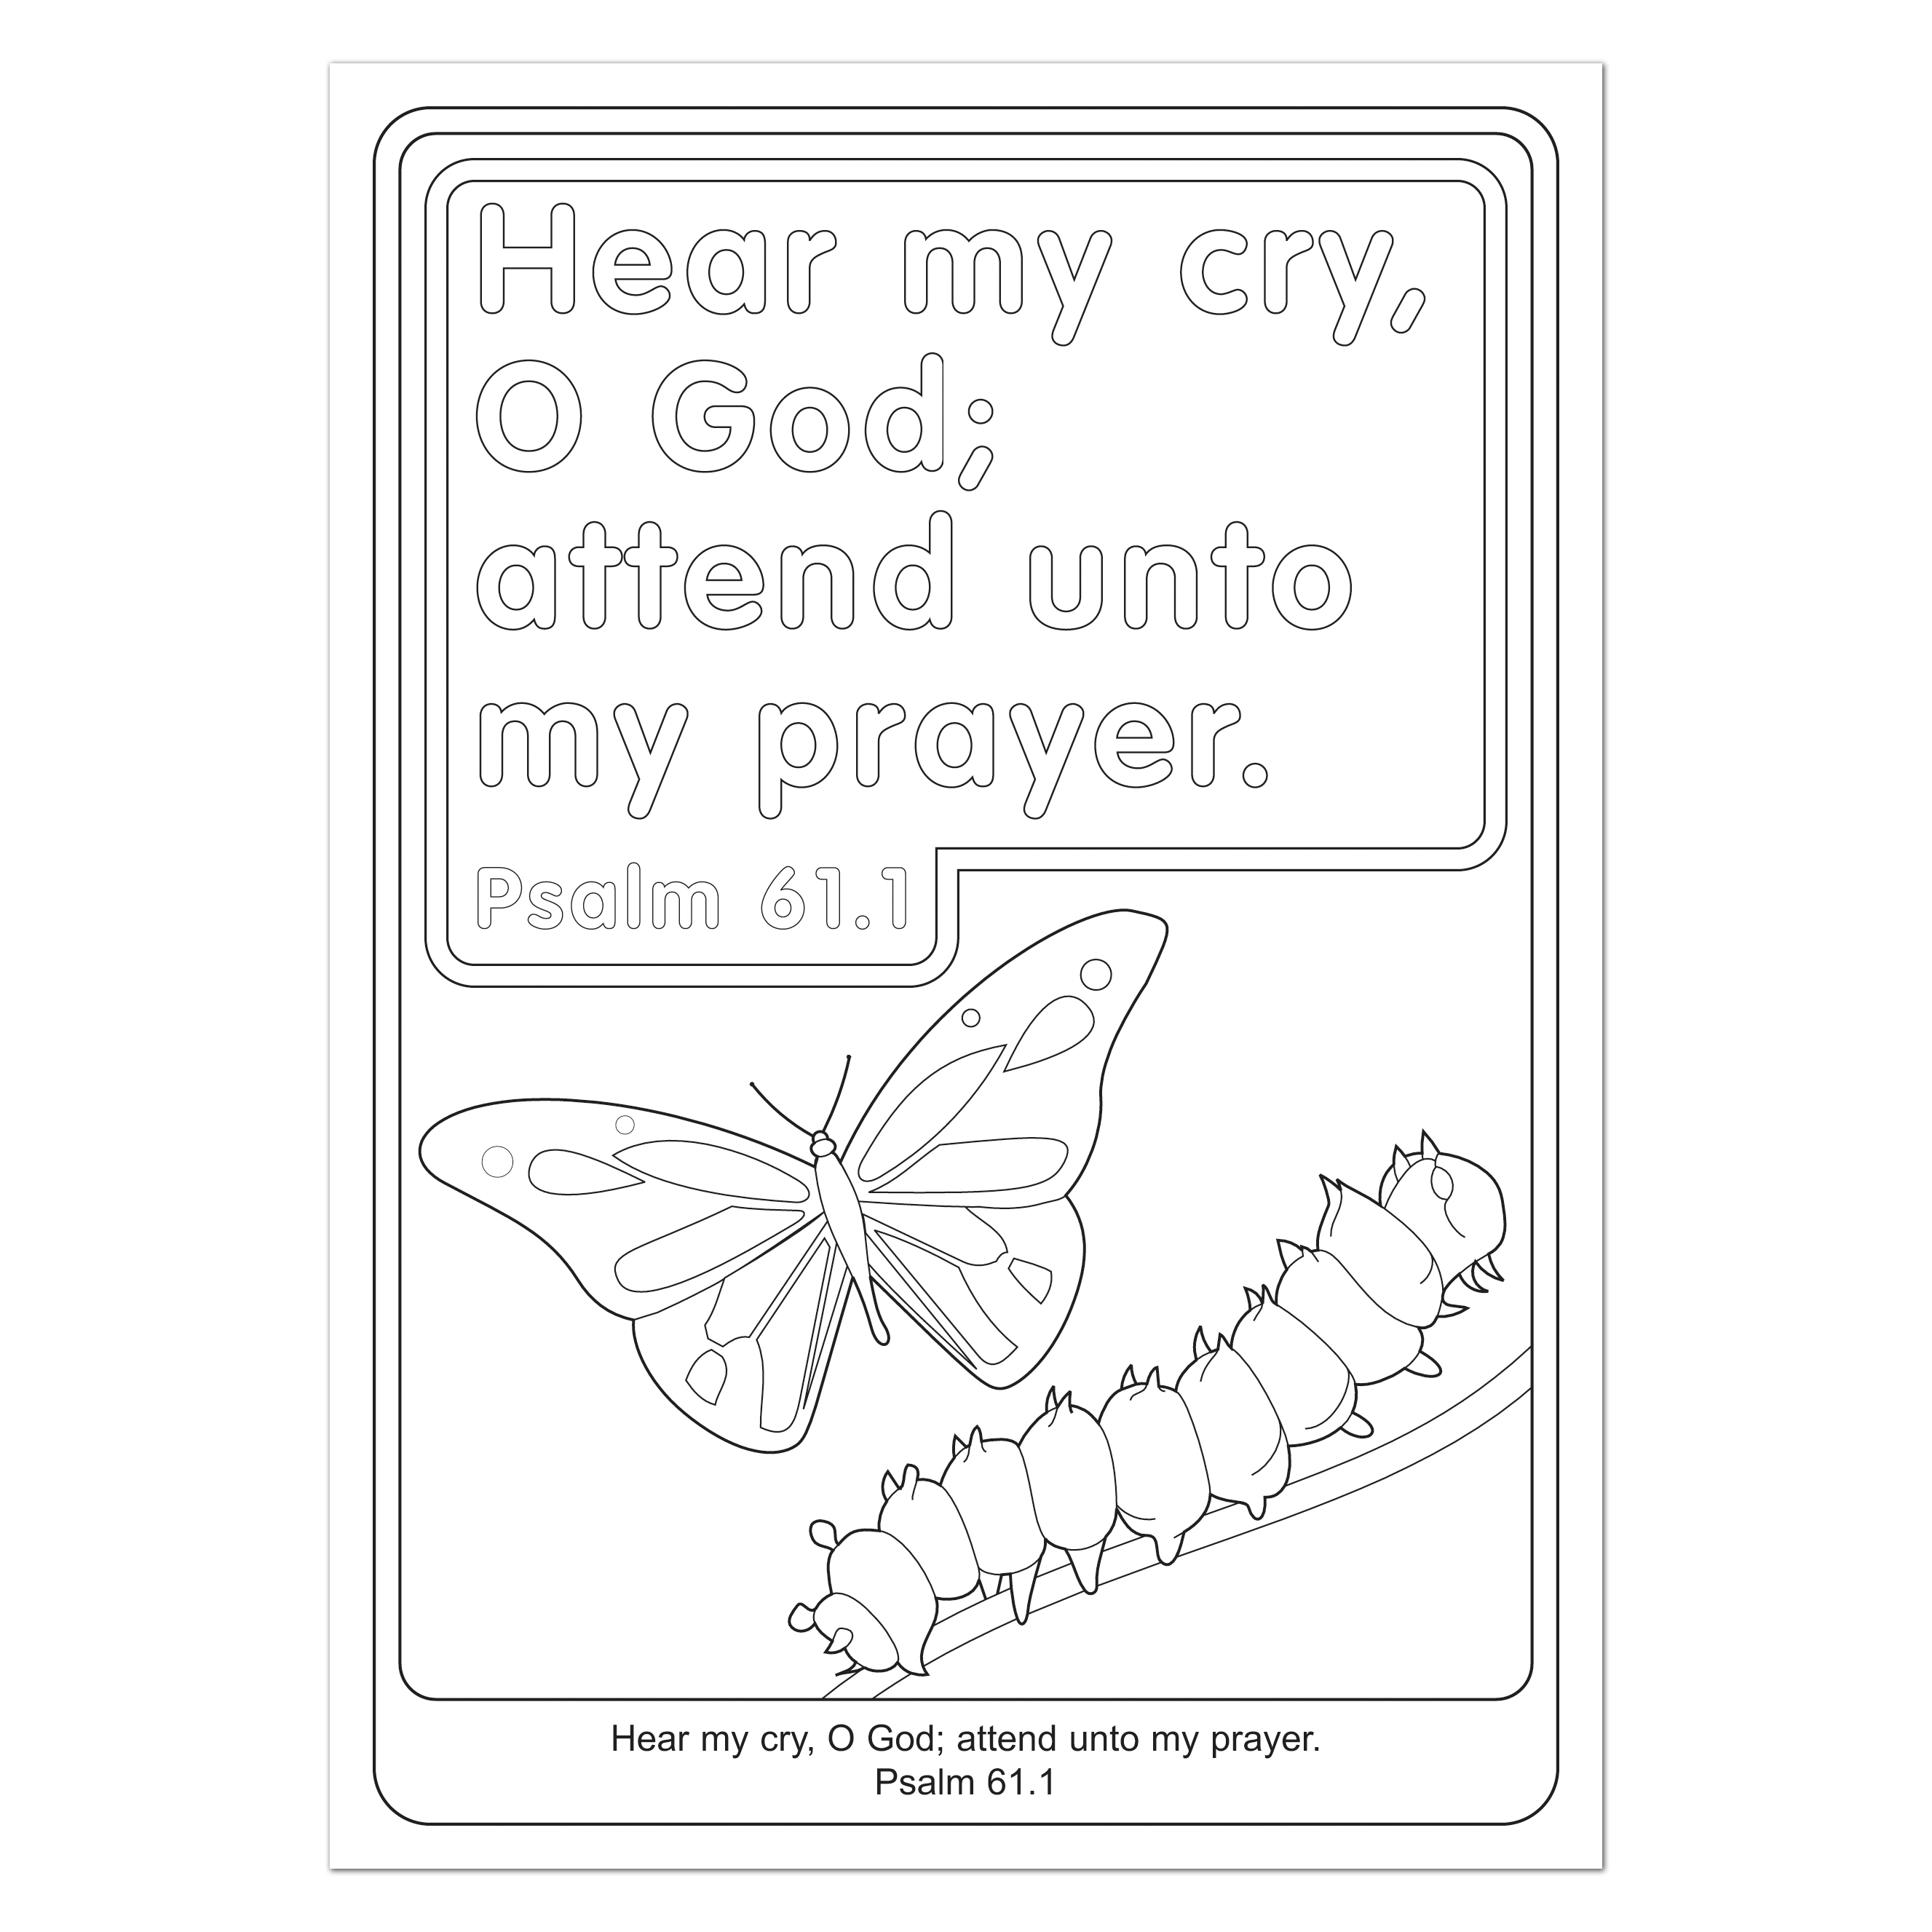 Hear my cry,
O God;
attend unto
my prayer.
Psalm 61.1
Hear my cry, O God; attend unto my prayer.
Psalm 61.1